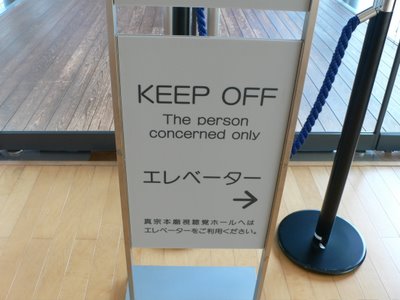 KEEP OFF
The person
concerned only
エレベーター
→
真宗本廟視聴覚ホールへは
エレベーターをご利用ください。